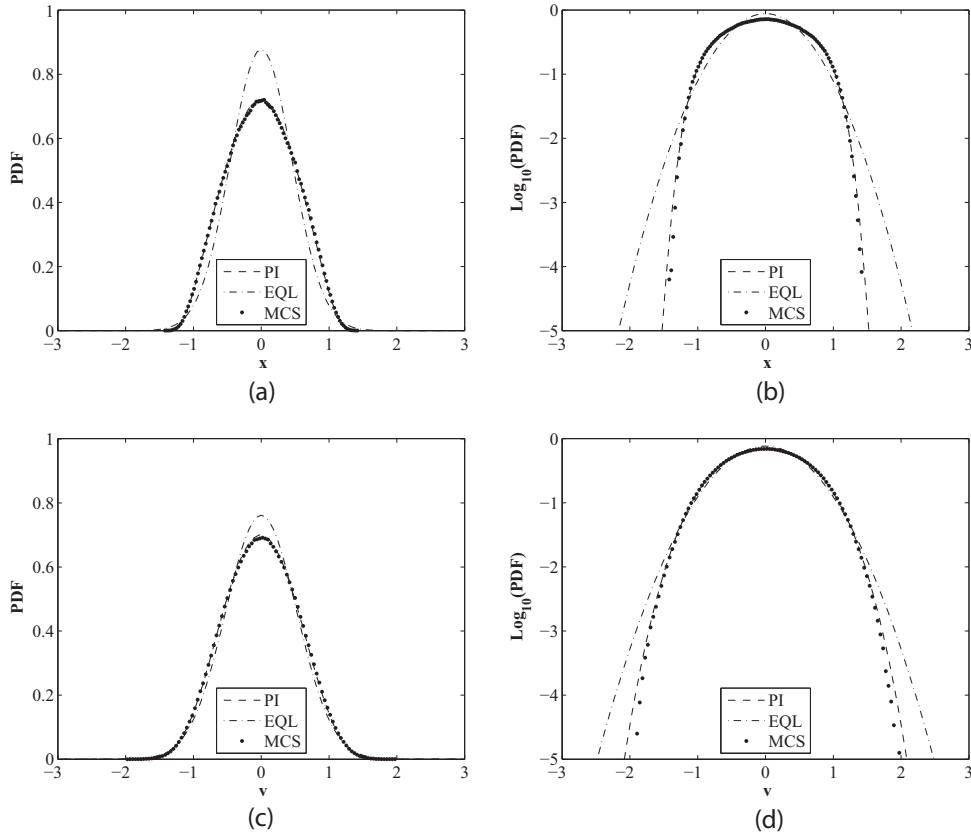 1
0.8
0.6
0.4
0.2
0
PDF
PI
EQL
MCS
−3 −2 −1 0 1 2 3
x
(a)
0
−1
−2
−3
−4
−5
Log10(PDF)
PI
EQL
MCS
−3 −2 −1 0 1 2 3
x
(b)
1
0.8
0.6
0.4
0.2
0
PDF
PI
EQL
MCS
−3 −2 −1 0 1 2 3
v
(c)
0
−1
−2
−3
−4
−5
Log10(PDF)
PI
EQL
MCS
−3 −2 −1 0 1 2 3
v
(d)